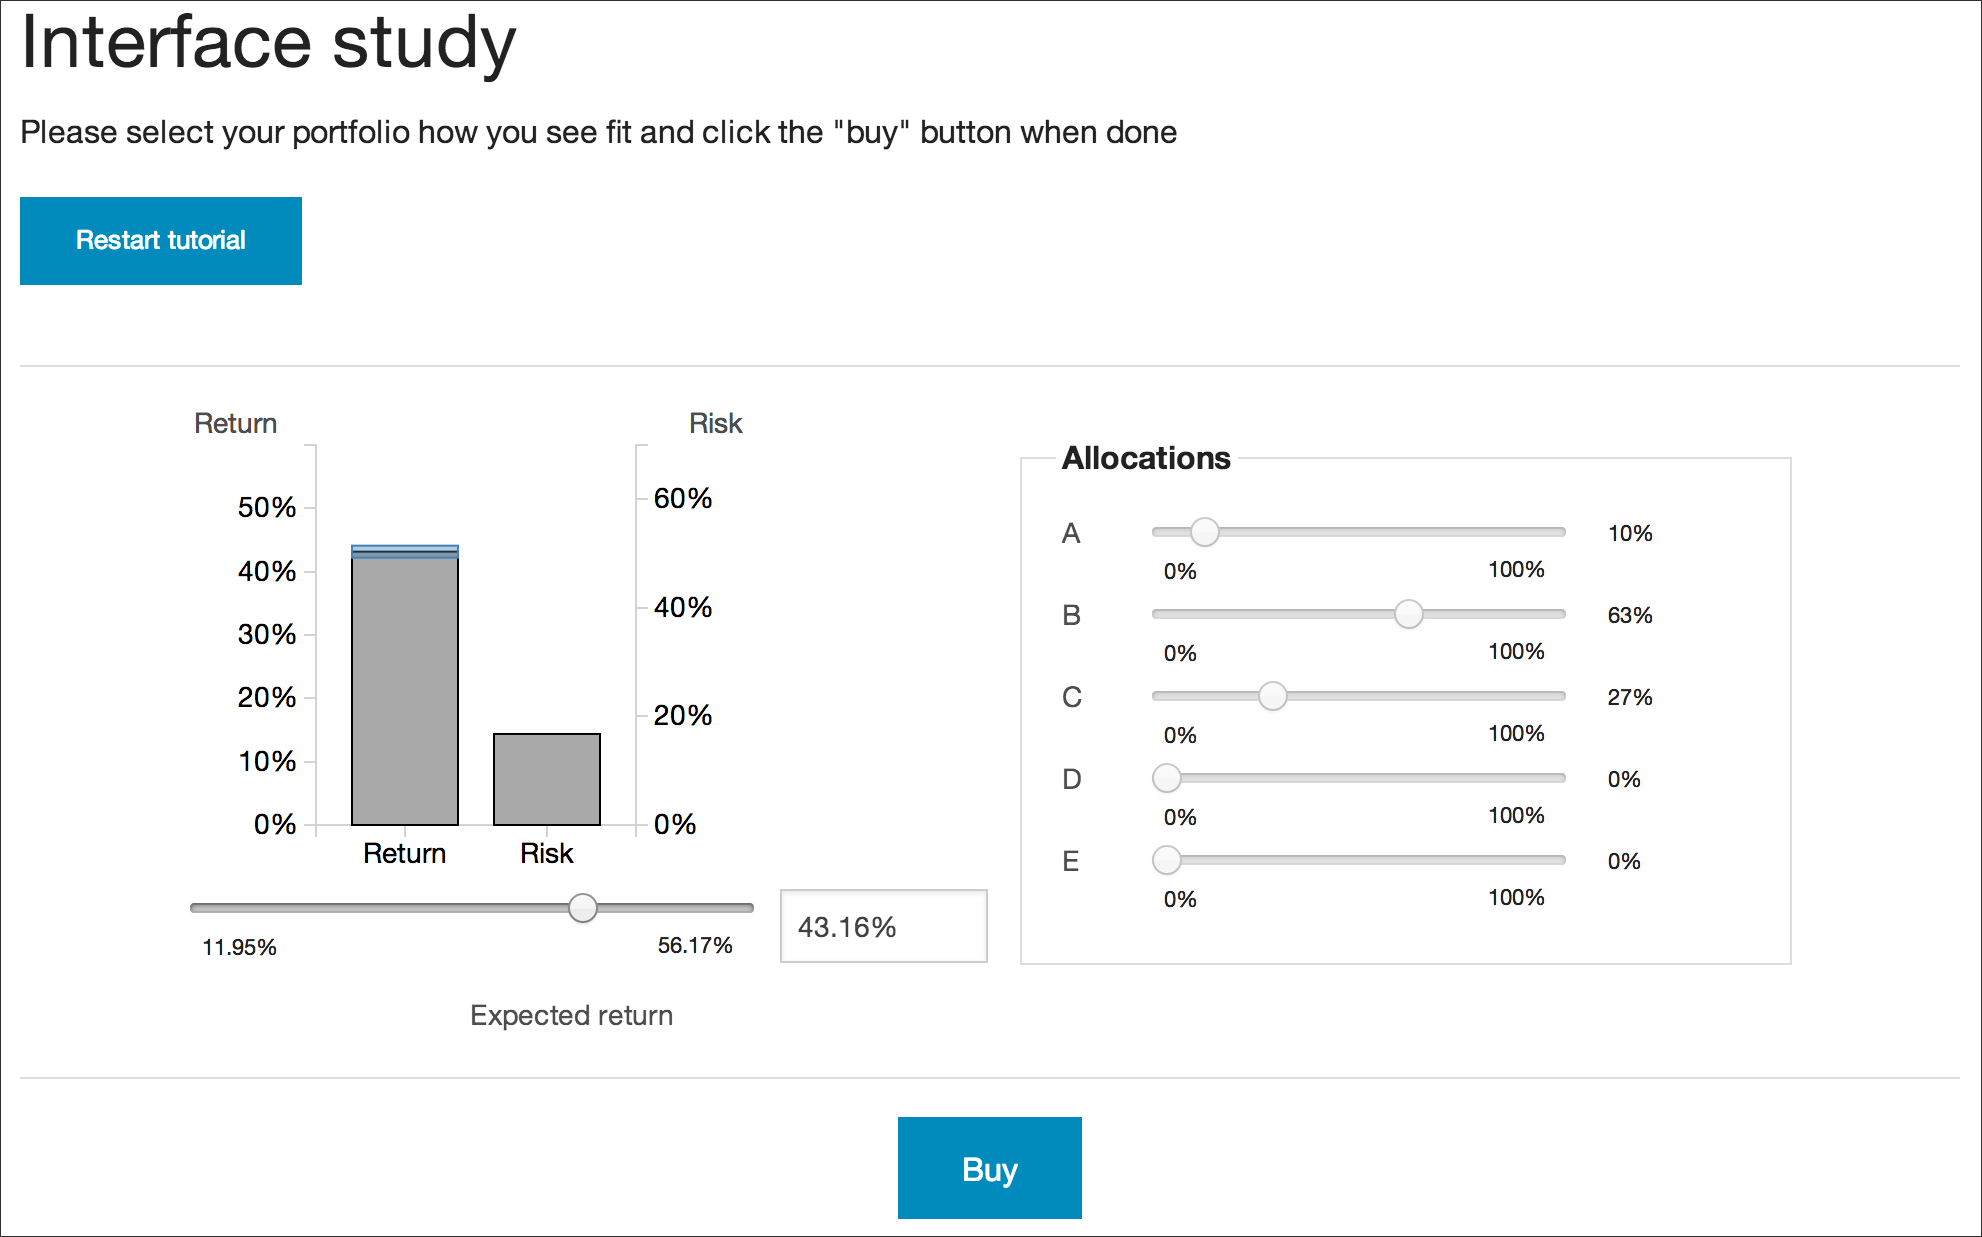 Interface study
Please select your portfolio how you see fit and click the "buy" button when done
Restart tutorial
Return
Risk
50%
40%
30%
20%
10%
0%
60%
40%
20%
0%
Return
Risk
11.95%
56.17%
43.16%
Expected return
Allocations
A
10%
0%
100%
B
63%
0%
100%
C
27%
0%
100%
D
0%
0%
100%
E
0%
0%
100%
Buy